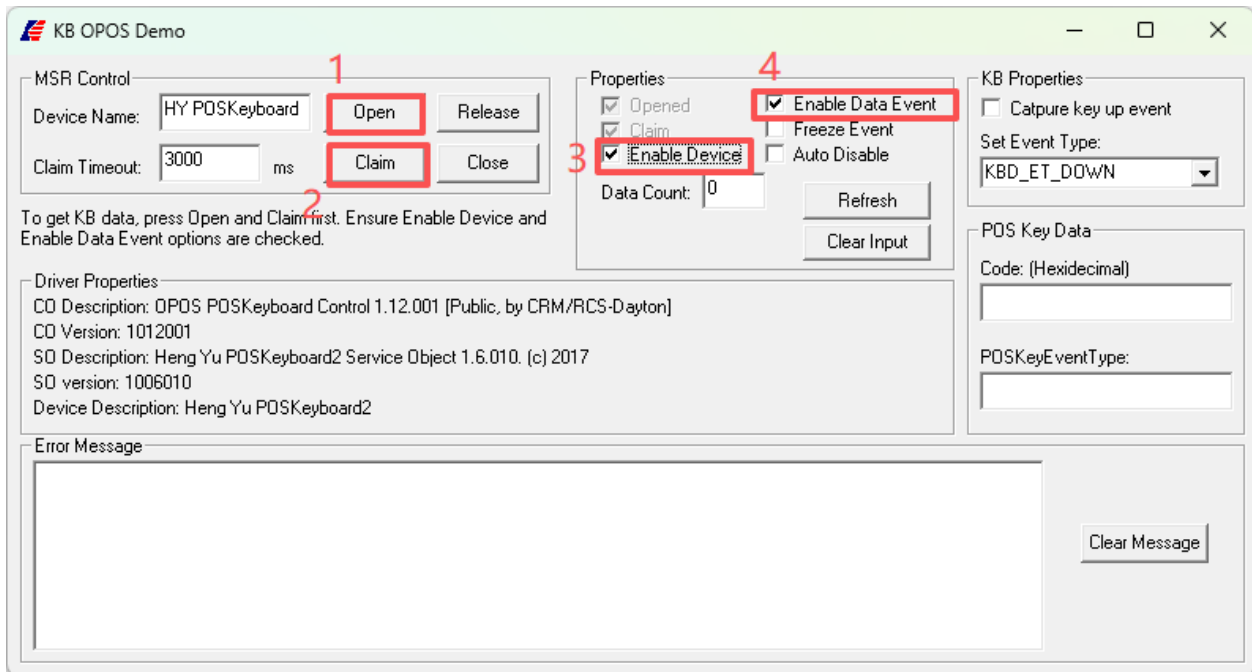 KB OPOS Demo
MSR Control
1
Device Name: HY POSKeyboard Open Release
Claim Timeout: 3000 ms Claim Close
2
To get KB data, press Open and Claim first. Ensure Enable Device and
Enable Data Event options are checked.
Properties
4
Opened Enable Data Event
Claim Freeze Event
3 Enable Device Auto Disable
Data Count: 0 Refresh
Clear Input
KB Properties
Catpure key up event
Set Event Type:
KBD_ET_DOWN
POS Key Data
Code: (Hexidecimal)
POSKeyEventType:
Driver Properties
CO Description: OPOS POSKeyboard Control 1.12.001 [Public, by CRM/RCS-Dayton]
CO Version: 1012001
SO Description: Heng Yu POSKeyboard2 Service Object 1.6.010. (c) 2017
SO version: 1006010
Device Description: Heng Yu POSKeyboard2
Error Message
Clear Message